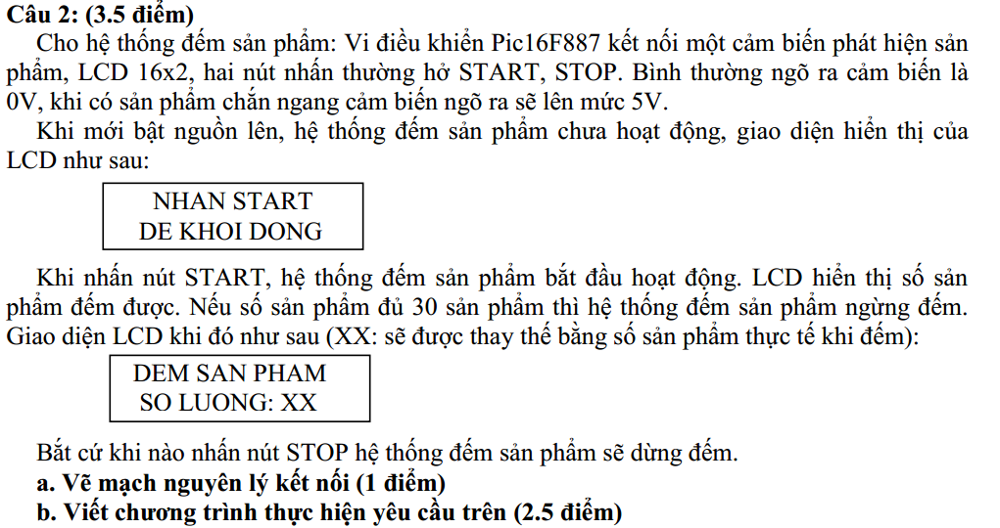 Câu 2: (3.5 điểm)
Cho hệ thống đếm sản phẩm: Vi điều khiển Pic16F887 kết nối một cảm biến phát hiện sản
phẩm, LCD 16x2, hai nút nhấn thường hở START, STOP. Bình thường ngõ ra cảm biến là
0V, khi có sản phẩm chắn ngang cảm biến ngõ ra sẽ lên mức 5V.
Khi mới bật nguồn lên, hệ thống đếm sản phẩm chưa hoạt động, giao diện hiển thị của
LCD như sau:
NHAN START
DE KHOI DONG
Khi nhấn nút START, hệ thống đếm sản phẩm bắt đầu hoạt động. LCD hiển thị số sản
phẩm đếm được. Nếu số sản phẩm đủ 30 sản phẩm thì hệ thống đếm sản phẩm ngừng đếm.
Giao diện LCD khi đó như sau (XX: sẽ được thay thế bằng số sản phẩm thực tế khi đếm):
DEM SAN PHAM
SO LUONG: XX
Bắt cứ khi nào nhấn nút STOP hệ thống đếm sản phẩm sẽ dừng đếm.
a. Vẽ mạch nguyên lý kết nối (1 điểm)
b. Viết chương trình thực hiện yêu cầu trên (2.5 điểm)